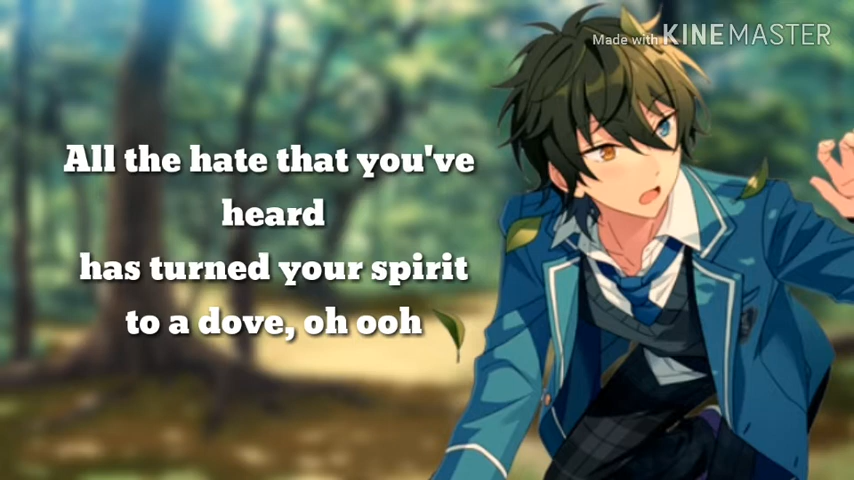 Made with KINEMASTER
All the hate that you've
heard
has turned your spirit
to a dove, oh ooh